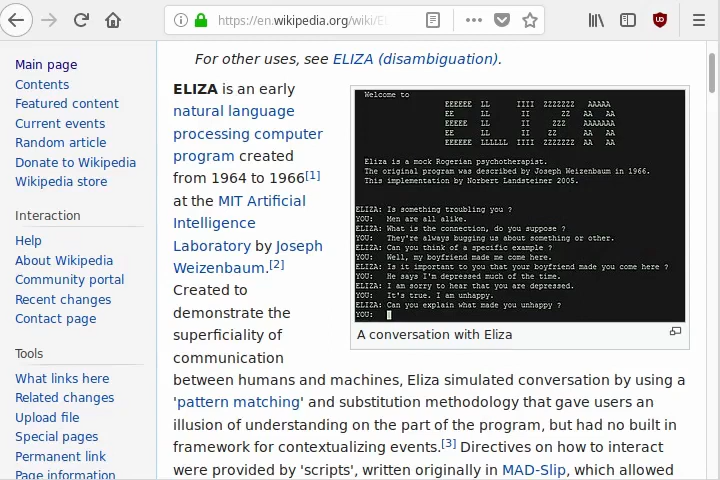 https://en.wikipedia.org/wiki/El
For other uses, see ELIZA (disambiguation).
Main page
Contents
Featured content
Current events
Random article
Donate to Wikipedia
Wikipedia store
Interaction
Help
About Wikipedia
Community portal
Recent changes
Contact page
Tools
What links here
Related changes
Upload file
Special pages
Permanent link
Page information
ELIZA is an early
natural language
processing computer
program created
from 1964 to 1966[1]
at the MIT Artificial
Intelligence
Laboratory by Joseph
Weizenbaum.[2]
Created to
demonstrate the
superficiality of
communication
between humans and machines, Eliza simulated conversation by using a
'pattern matching' and substitution methodology that gave users an
illusion of understanding on the part of the program, but had no built in
framework for contextualizing events.[3] Directives on how to interact
were provided by 'scripts', written originally in MAD-Slip, which allowed
Welcome to
ELIZA
Eliza is a mock Rogerian psychotherapist.
The original program was described by Joseph Weizenbaum in 1966.
This implementation by Norbert Landsteiner 2005.
ELIZA: Is something troubling you ?
YOU: Men are all alike.
ELIZA: What is the connection, do you suppose ?
YOU: They're always bugging us about something or other.
ELIZA: Can you think of a specific example ?
YOU: Well, my boyfriend made me come here.
ELIZA: Is it important to you that your boyfriend made you come here ?
YOU: He says I'm depressed much of the time.
ELIZA: I am sorry to hear that you are depressed.
YOU: It's true. I am unhappy.
ELIZA: Can you explain what made you unhappy ?
YOU:
A conversation with Eliza